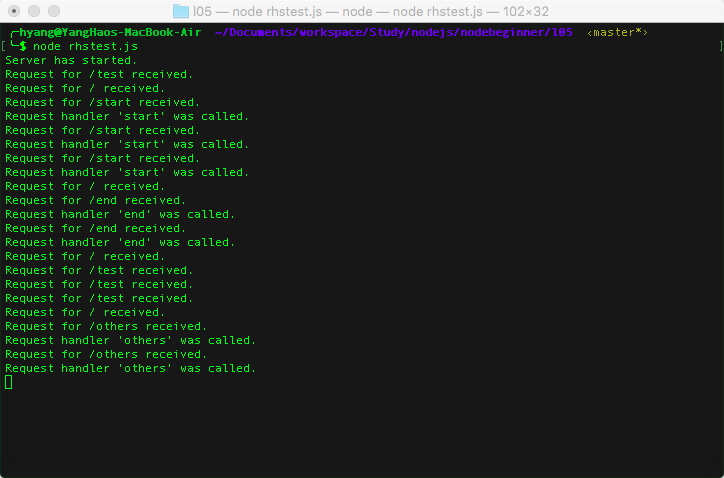 l05 — node rhstest.js — node — node rhstest.js — 102×32
╭─hyang@YangHaos-MacBook-Air ~/Documents/workspace/Study/nodejs/nodebeginner/l05 ‹master*›
[ ╰─$ node rhstest.js ]
Server has started.
Request for /test received.
Request for / received.
Request for /start received.
Request handler 'start' was called.
Request for /start received.
Request handler 'start' was called.
Request for /start received.
Request handler 'start' was called.
Request for / received.
Request for /end received.
Request handler 'end' was called.
Request for /end received.
Request handler 'end' was called.
Request for / received.
Request for /test received.
Request for /test received.
Request for /test received.
Request for / received.
Request for /others received.
Request handler 'others' was called.
Request for /others received.
Request handler 'others' was called.